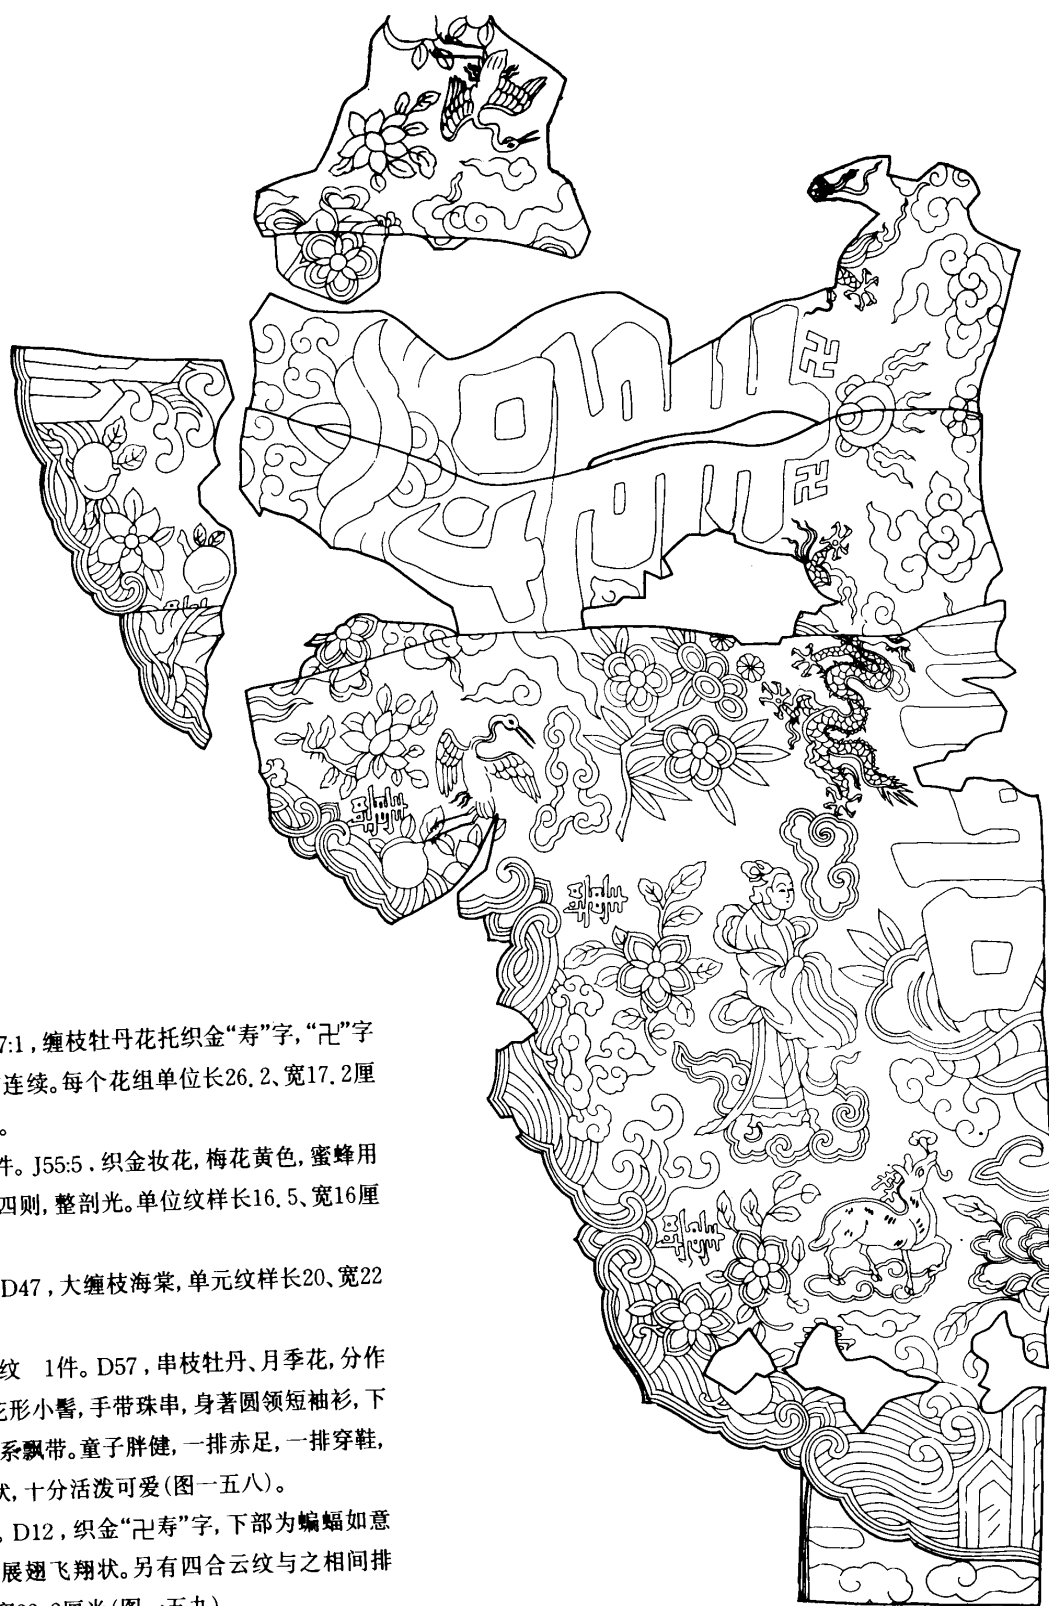 7:1，缠枝牡丹花托织金“寿”字，“卍”字
连续。每个花组单位长26.2、宽17.2厘
。
件。J55:5．织金妆花，梅花黄色，蜜蜂用
四则，整剖光。单位纹样长16.5、宽16厘
D47，大缠枝海棠，单元纹样长20、宽22
纹　1件。D57，串枝牡丹、月季花，分作
形小髻，手带珠串，身著圆领短袖衫，下
系飘带。童子胖健，一排赤足，一排穿鞋，
状，十分活泼可爱(图一五八)。
D12，织金“卍寿”字，下部为蝙蝠如意
展翅飞翔状。另有四合云纹与之相间排
厘米(图一五九)
卍
卍